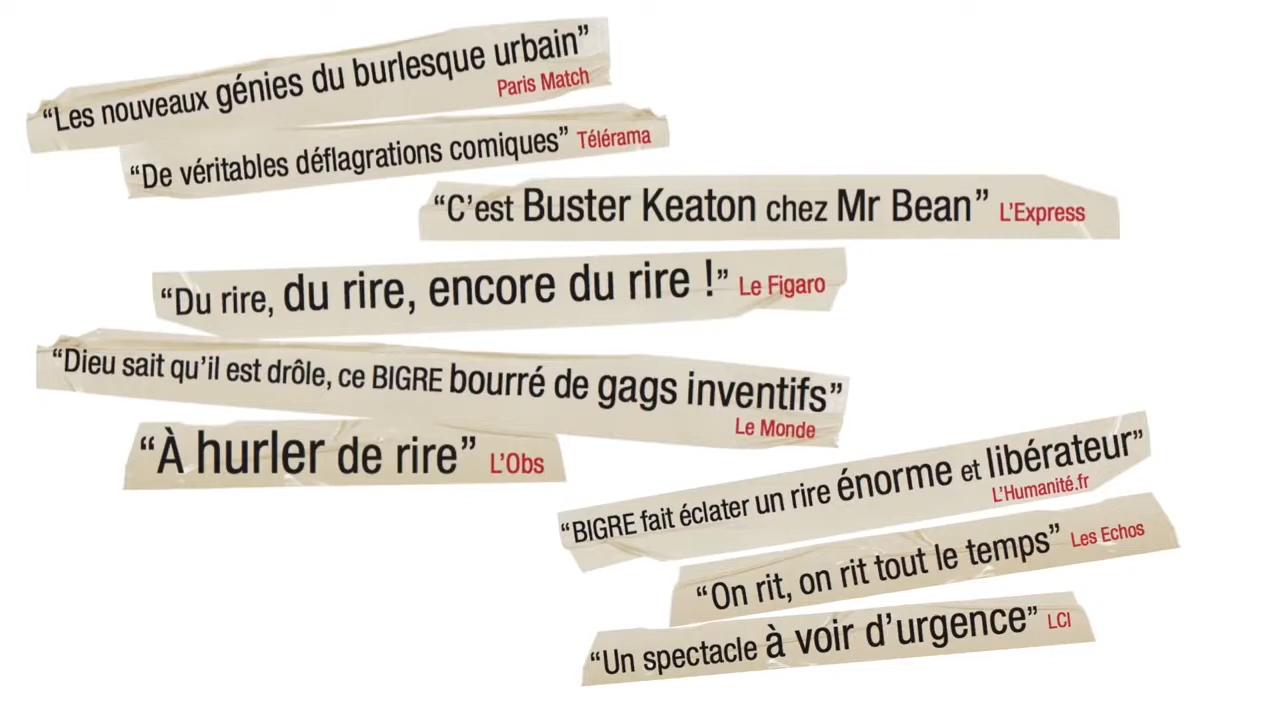 “Les nouveaux génies du burlesque urbain”
Paris Match
“De véritables déflagrations comiques” Télérama
“C’est Buster Keaton chez Mr Bean” L’Express
“Du rire, du rire, encore du rire !” Le Figaro
“Dieu sait qu’il est drôle, ce BIGRE bourré de gags inventifs”
Le Monde
“À hurler de rire” L’Obs
“BIGRE fait éclater un rire énorme et libérateur”
L’Humanité.fr
“On rit, on rit tout le temps” Les Echos
“Un spectacle à voir d’urgence” LCI